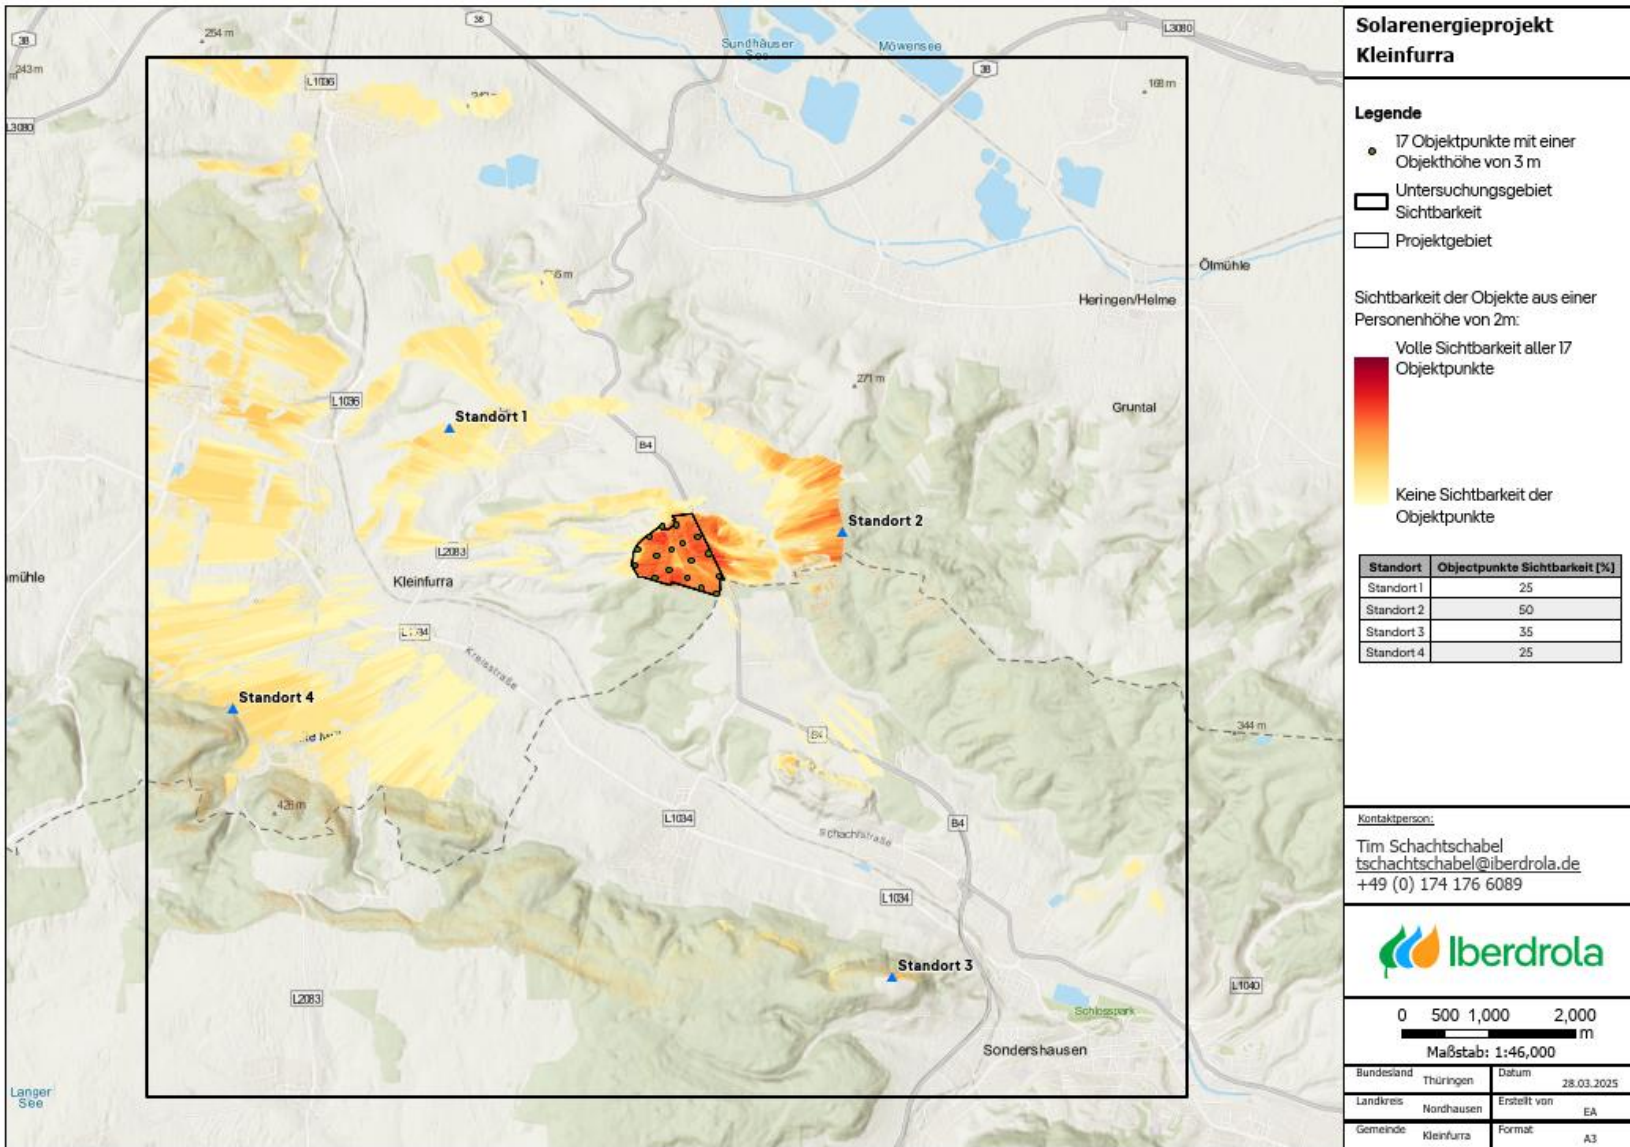 Solarenergieprojekt
Kleinfurra
Legende
17 Objektpunkte mit einer
Objekthöhe von 3 m
Untersuchungsgebiet
Sichtbarkeit
Projektgebiet
Sichtbarkeit der Objekte aus einer
Personenhöhe von 2m:
Volle Sichtbarkeit aller 17
Objektpunkte
Keine Sichtbarkeit der
Objektpunkte
Standort Objectpunkte Sichtbarkeit [%]
Standort 1 25
Standort 2 50
Standort 3 35
Standort 4 25
Kontaktperson:
Tim Schachtschabel
tschachtschabel@iberdrola.de
+49 (0) 174 176 6089
Iberdrola
0 500 1,000 2,000
m
Maßstab: 1:46,000
Bundesland Thüringen Datum 28.03.2025
Landkreis Nordhausen Erstellt von EA
Gemeinde Kleinfurra Format A3
38
38
254 m
243 m
L3080
Sundhäuser
See
Möwensee
L3080
38
168 m
L1036
Ölmühle
Heringen/Helme
271 m
Gruntal
L1036
Standort 1
B4
Standort 2
L2083
Kleinfurra
Kreisstraße
Standort 4
B4
344 m
428 m
L1034
Schachtstraße
B4
L1034
Standort 3
L2083
L1040
Schlosspark
Sondershausen
Langer
See